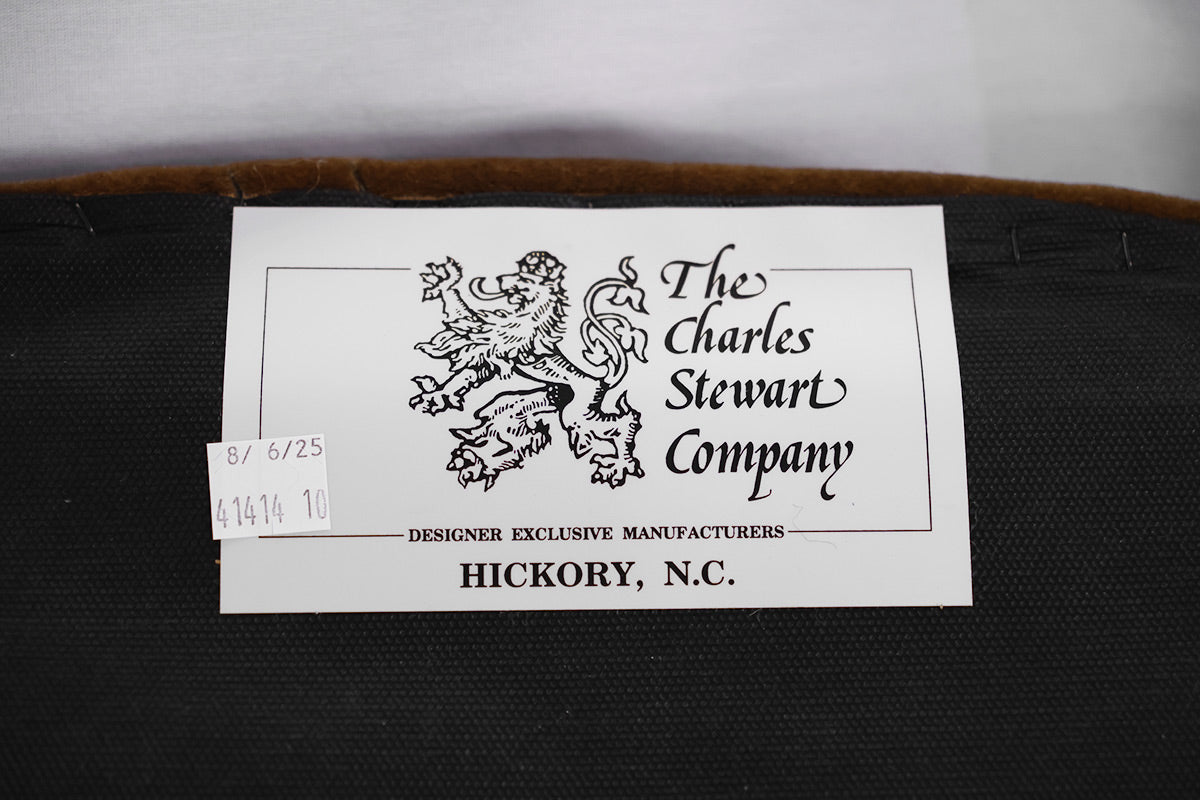 The
Charles
Stewart
Company
8/ 6/25
41414 10
DESIGNER EXCLUSIVE MANUFACTURERS
HICKORY, N.C.